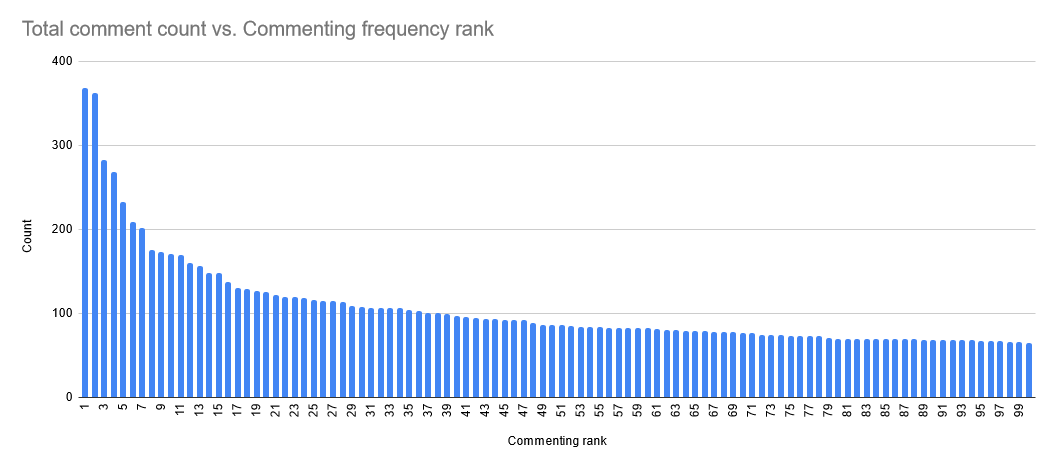 Total comment count vs. Commenting frequency rank
400
300
200
100
0
Count
1 3 5 7 9 11 13 15 17 19 21 23 25 27 29 31 33 35 37 39 41 43 45 47 49 51 53 55 57 59 61 63 65 67 69 71 73 75 77 79 81 83 85 87 89 91 93 95 97 99
Commenting rank